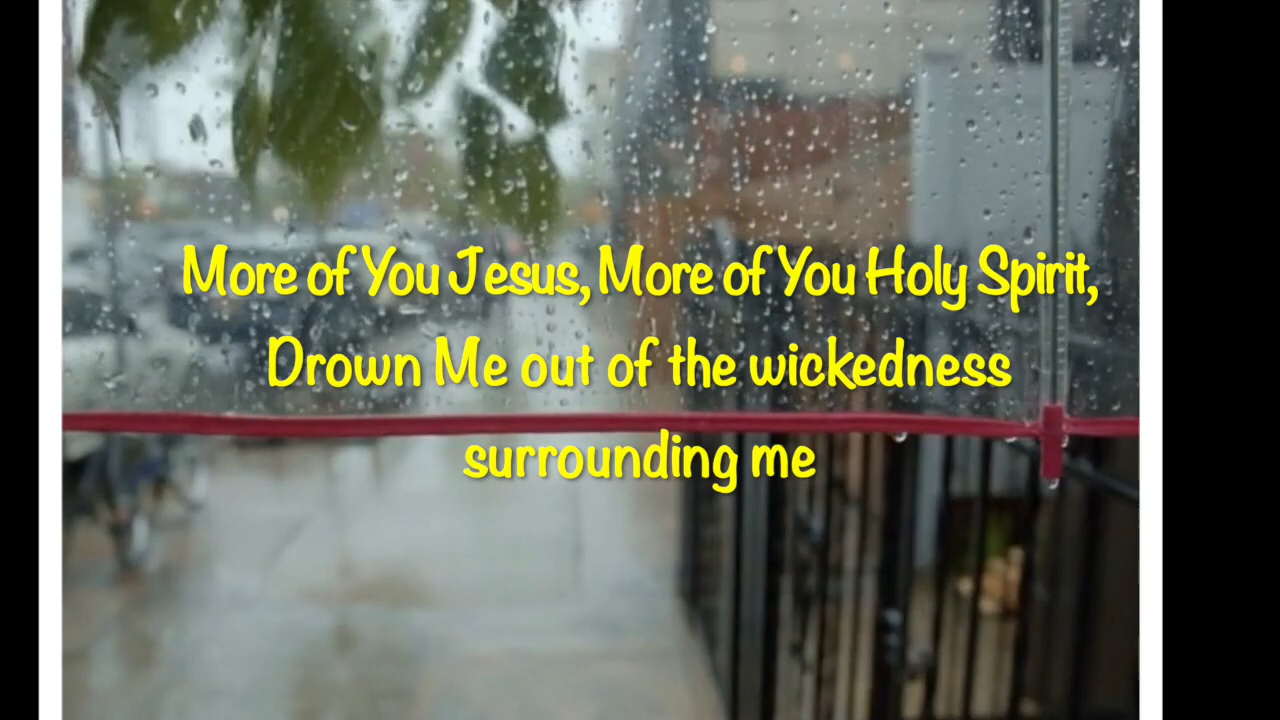 More of You Jesus, More of You Holy Spirit,
Drown Me out of the wickedness
surrounding me